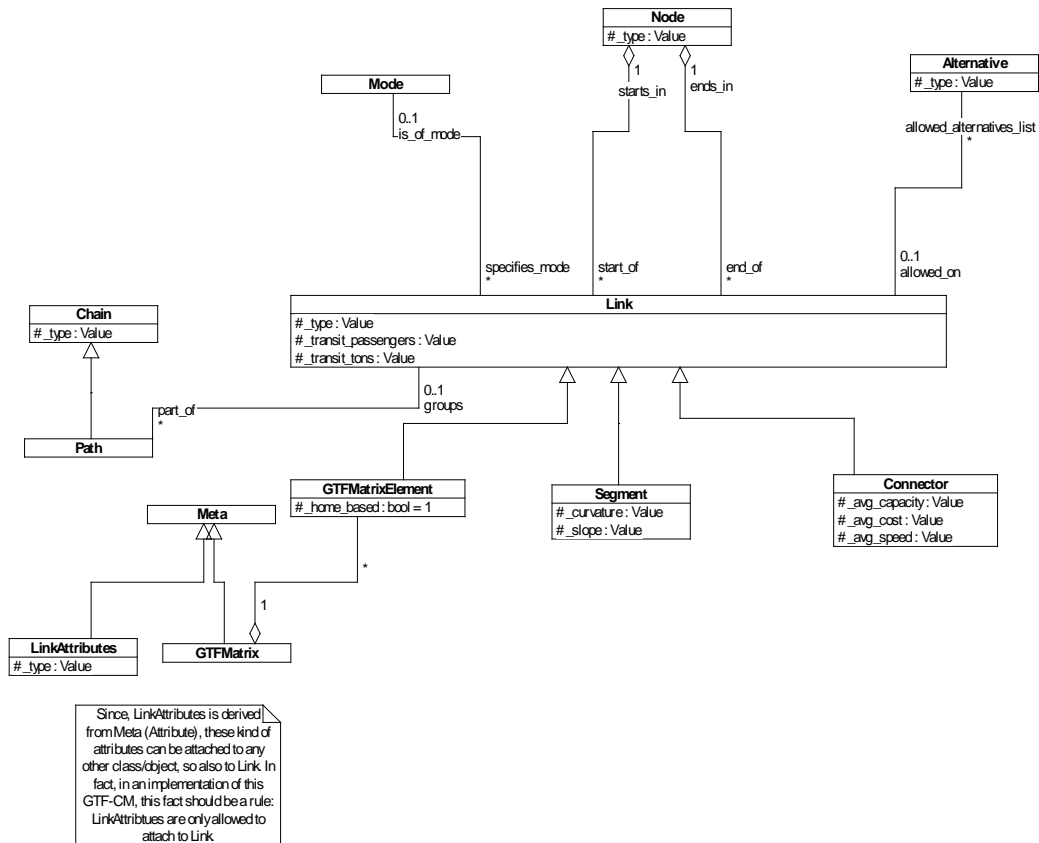 Node
# _type : Value
1
starts_in
1
ends_in
Mode
0..1
is_of_mode
Alternative
# _type : Value
allowed_alternatives_list
*
specifies_mode
*
start_of
*
end_of
*
0..1
allowed_on
Link
# _type : Value
# _transit_passengers : Value
# _transit_tons : Value
Chain
# _type : Value
0..1
groups
part_of
*
Path
GTFMatrixElement
# _home_based : bool = 1
Segment
# _curvature : Value
# _slope : Value
Connector
# _avg_capacity : Value
# _avg_cost : Value
# _avg_speed : Value
Meta
*
1
LinkAttributes
# _type : Value
GTFMatrix
Since, LinkAttributes is derived
from Meta (Attribute), these kind of
attributes can be attached to any
other class/object, so also to Link. In
fact, in an implementation of this
GTF-CM, this fact should be a rule:
LinkAttribtues are only allowed to
attach to Link.